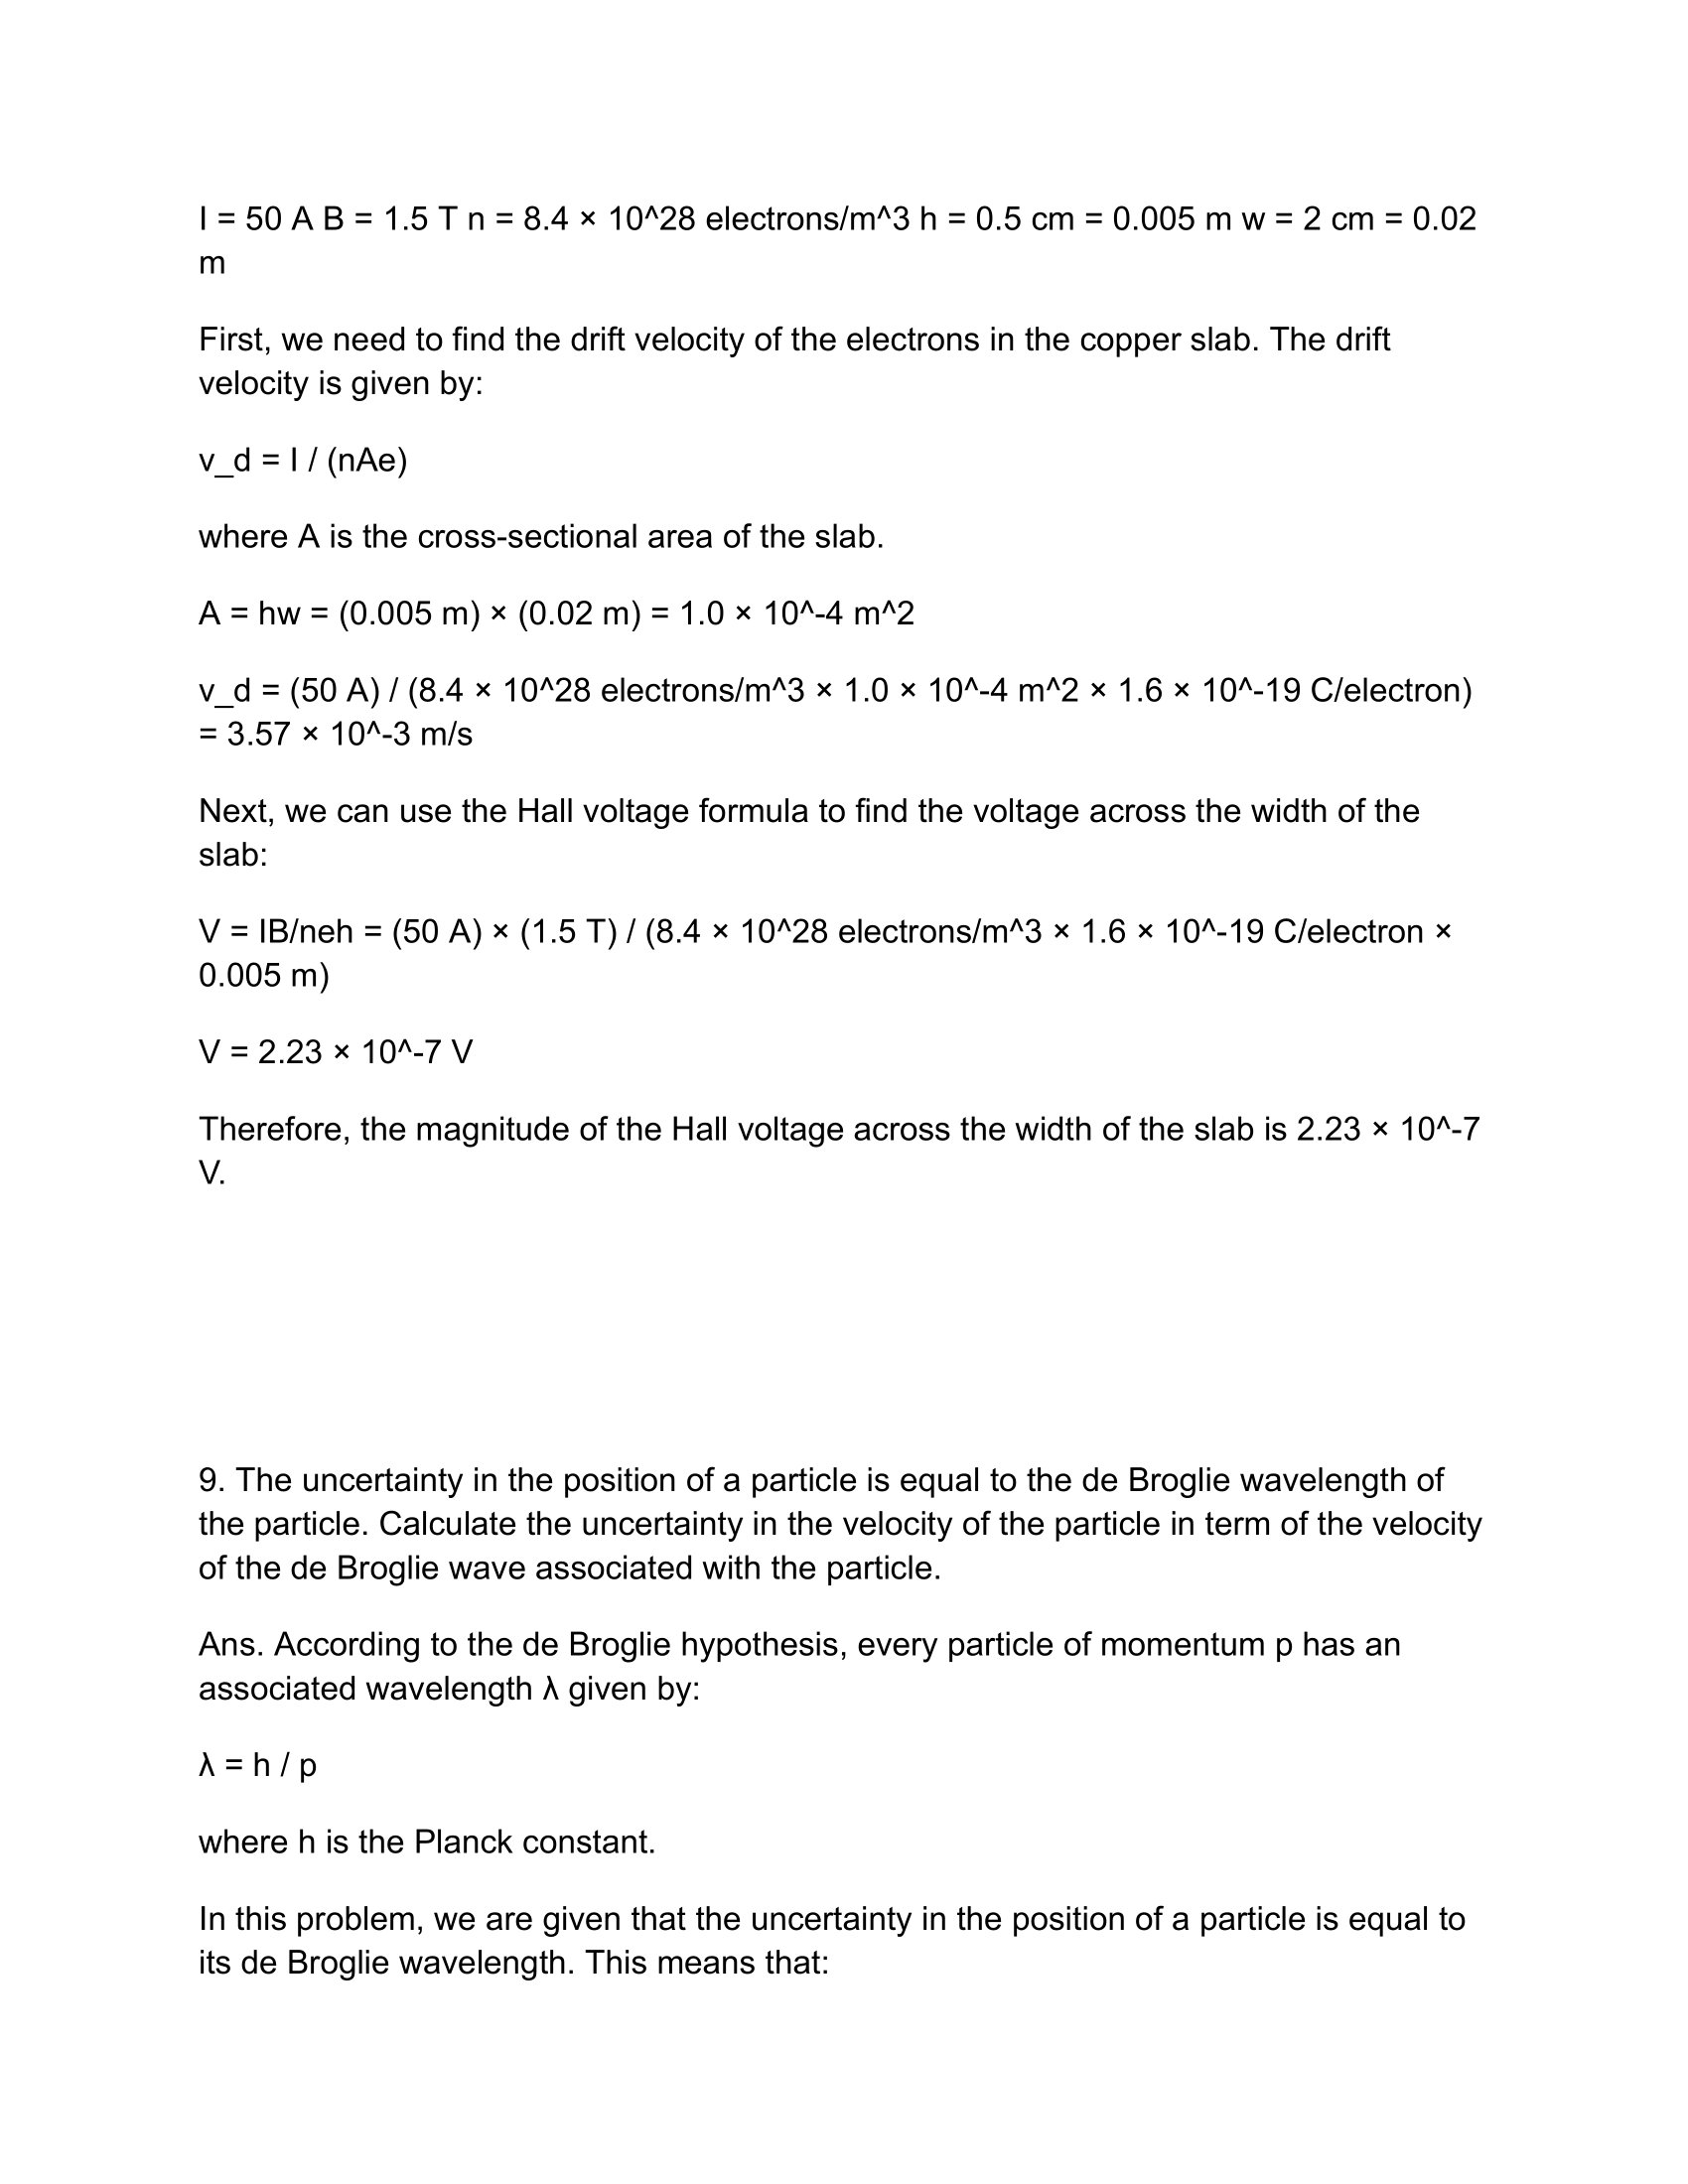 I = 50 A B = 1.5 T n = 8.4 × 10^28 electrons/m^3 h = 0.5 cm = 0.005 m w = 2 cm = 0.02
m
First, we need to find the drift velocity of the electrons in the copper slab. The drift
velocity is given by:
v_d = I / (nAe)
where A is the cross-sectional area of the slab.
A = hw = (0.005 m) × (0.02 m) = 1.0 × 10^-4 m^2
v_d = (50 A) / (8.4 × 10^28 electrons/m^3 × 1.0 × 10^-4 m^2 × 1.6 × 10^-19 C/electron)
= 3.57 × 10^-3 m/s
Next, we can use the Hall voltage formula to find the voltage across the width of the
slab:
V = IB/neh = (50 A) × (1.5 T) / (8.4 × 10^28 electrons/m^3 × 1.6 × 10^-19 C/electron ×
0.005 m)
V = 2.23 × 10^-7 V
Therefore, the magnitude of the Hall voltage across the width of the slab is 2.23 × 10^-7
V.
9. The uncertainty in the position of a particle is equal to the de Broglie wavelength of
the particle. Calculate the uncertainty in the velocity of the particle in term of the velocity
of the de Broglie wave associated with the particle.
Ans. According to the de Broglie hypothesis, every particle of momentum p has an
associated wavelength λ given by:
λ = h / p
where h is the Planck constant.
In this problem, we are given that the uncertainty in the position of a particle is equal to
its de Broglie wavelength. This means that: